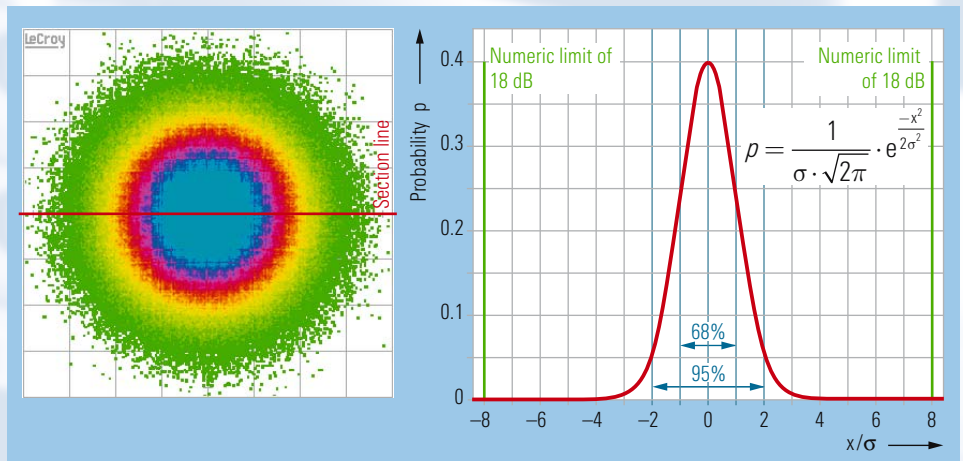 LeCroy
Section line
Probability p
0.4
0.3
0.2
0.1
0
Numeric limit of
18 dB
Numeric limit
of 18 dB
p = 1/(σ · √2π) · e^(−x²/2σ²)
68%
95%
−8 −6 −4 −2 0 2 4 6 8
x/σ